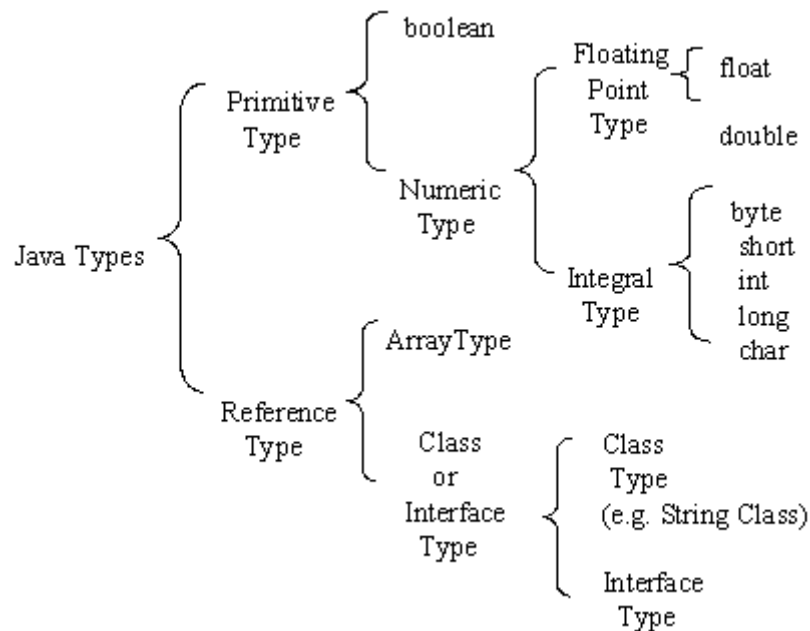 boolean
Floating
Point
Type
float
double
Primitive
Type
Numeric
Type
byte
short
int
long
char
Integral
Type
Java Types
ArrayType
Reference
Type
Class
or
Interface
Type
Class
Type
(e.g. String Class)
Interface
Type